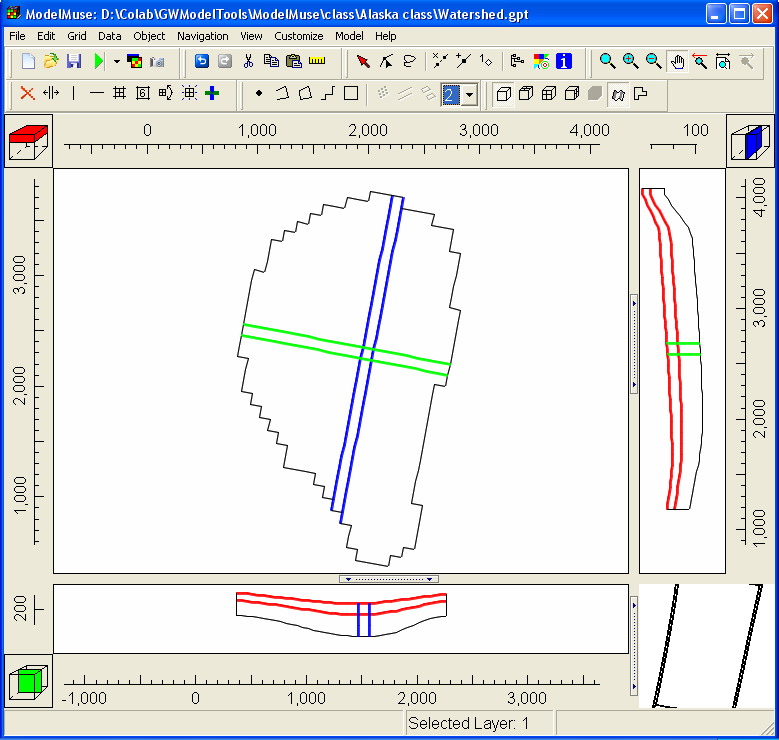 ModelMuse: D:\Colab\GWModelTools\ModelMuse\class\Alaska class\Watershed.gpt
File Edit Grid Data Object Navigation View Customize Model Help
2
0 1,000 2,000 3,000 4,000 100
3,000
2,000
1,000
4,000
3,000
2,000
1,000
200
-1,000 0 1,000 2,000 3,000
Selected Layer: 1